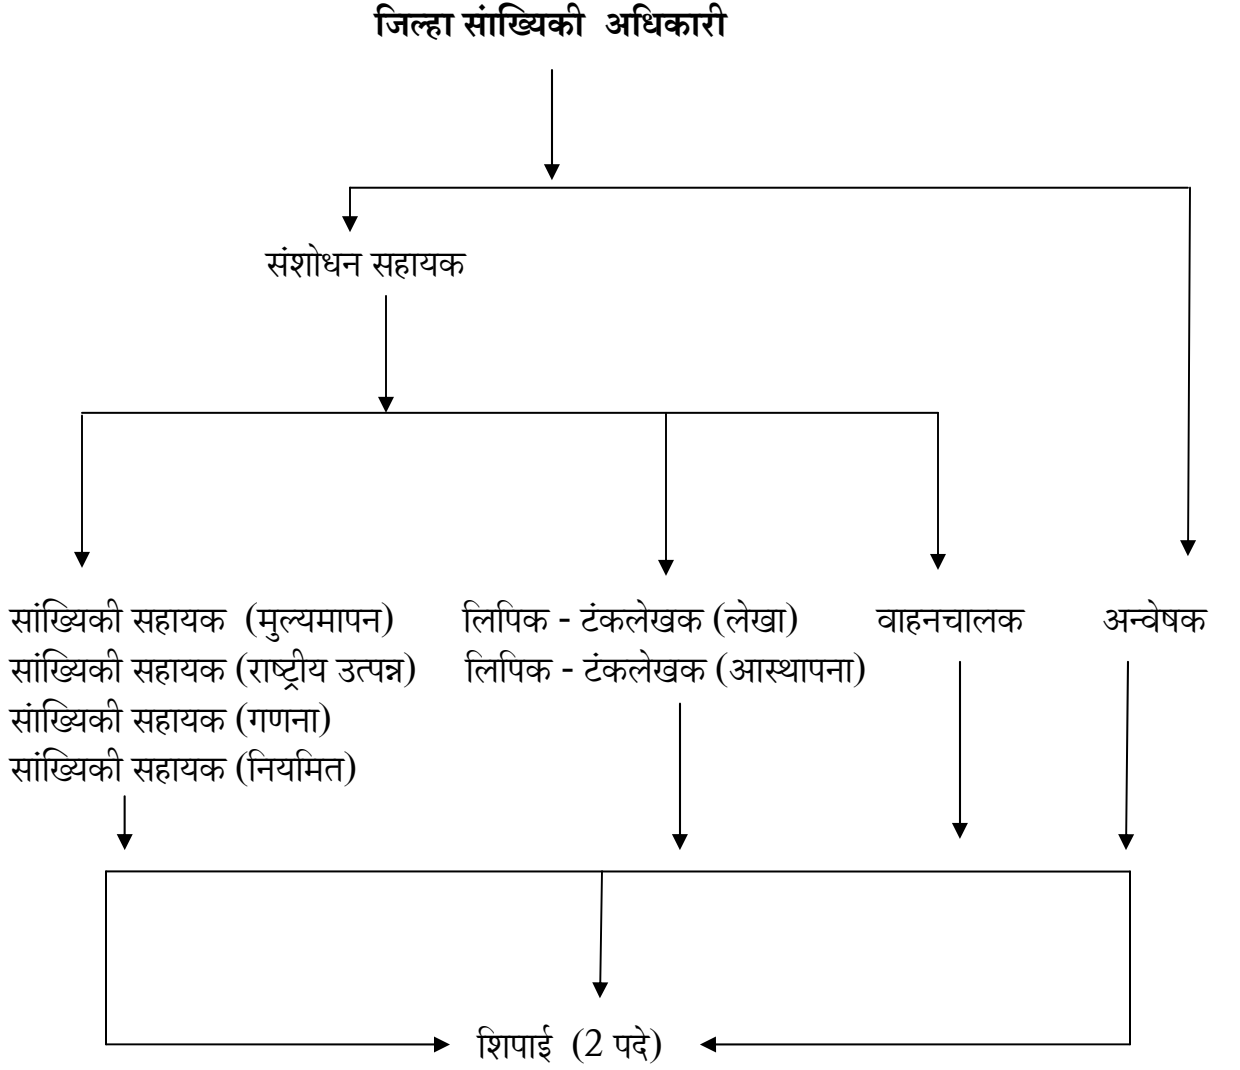 जिल्हा सांख्यिकी अधिकारी
संशोधन सहायक
सांख्यिकी सहायक (मुल्यमापन)
सांख्यिकी सहायक (राष्ट्रीय उत्पन्न)
सांख्यिकी सहायक (गणना)
सांख्यिकी सहायक (नियमित)
लिपिक - टंकलेखक (लेखा)
लिपिक - टंकलेखक (आस्थापना)
वाहनचालक
अन्वेषक
शिपाई (2 पदे)